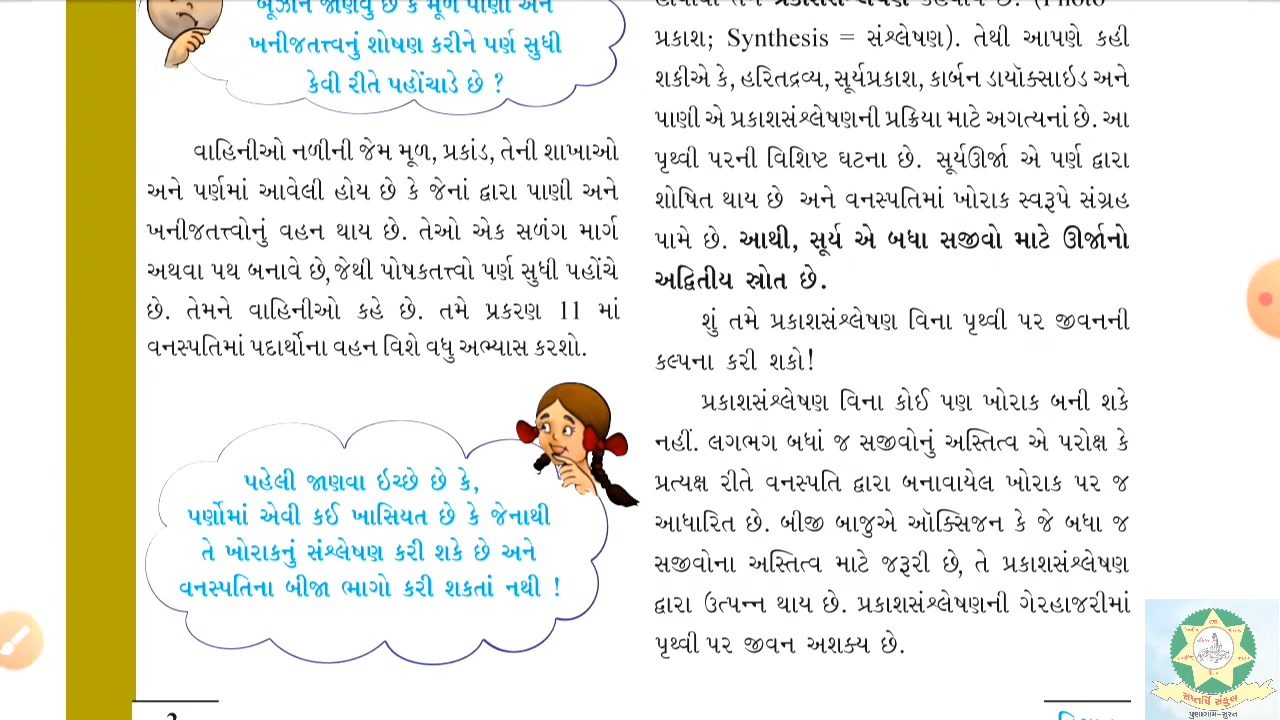 બૂઝોને જાણવું છે કે મૂળ પાણી અને
ખનીજતત્ત્વનું શોષણ કરીને પર્ણ સુધી
કેવી રીતે પહોંચાડે છે ?
વાહિનીઓ નળીની જેમ મૂળ, પ્રકાંડ, તેની શાખાઓ
અને પર્ણમાં આવેલી હોય છે કે જેનાં દ્વારા પાણી અને
ખનીજતત્ત્વોનું વહન થાય છે. તેઓ એક સળંગ માર્ગ
અથવા પથ બનાવે છે, જેથી પોષકતત્ત્વો પર્ણ સુધી પહોંચે
છે. તેમને વાહિનીઓ કહે છે. તમે પ્રકરણ 11 માં
વનસ્પતિમાં પદાર્થોના વહન વિશે વધુ અભ્યાસ કરશો.
પહેલી જાણવા ઇચ્છે છે કે,
પર્ણોમાં એવી કઈ ખાસિયત છે કે જેનાથી
તે ખોરાકનું સંશ્લેષણ કરી શકે છે અને
વનસ્પતિના બીજા ભાગો કરી શકતાં નથી !
પ્રકાશ; Synthesis = સંશ્લેષણ). તેથી આપણે કહી
શકીએ કે, હરિતદ્રવ્ય, સૂર્યપ્રકાશ, કાર્બન ડાયૉક્સાઇડ અને
પાણી એ પ્રકાશસંશ્લેષણની પ્રક્રિયા માટે અગત્યનાં છે. આ
પૃથ્વી પરની વિશિષ્ટ ઘટના છે. સૂર્યઊર્જા એ પર્ણ દ્વારા
શોષિત થાય છે અને વનસ્પતિમાં ખોરાક સ્વરૂપે સંગ્રહ
પામે છે. આથી, સૂર્ય એ બધા સજીવો માટે ઊર્જાનો
અદ્વિતીય સ્રોત છે.
શું તમે પ્રકાશસંશ્લેષણ વિના પૃથ્વી પર જીવનની
કલ્પના કરી શકો!
પ્રકાશસંશ્લેષણ વિના કોઈ પણ ખોરાક બની શકે
નહીં. લગભગ બધાં જ સજીવોનું અસ્તિત્વ એ પરોક્ષ કે
પ્રત્યક્ષ રીતે વનસ્પતિ દ્વારા બનાવાયેલ ખોરાક પર જ
આધારિત છે. બીજી બાજુએ ઑક્સિજન કે જે બધા જ
સજીવોના અસ્તિત્વ માટે જરૂરી છે, તે પ્રકાશસંશ્લેષણ
દ્વારા ઉત્પન્ન થાય છે. પ્રકાશસંશ્લેષણની ગેરહાજરીમાં
પૃથ્વી પર જીવન અશક્ય છે.
સપ્તર્ષિ સંકુલ
પુણાગામ-સુરત